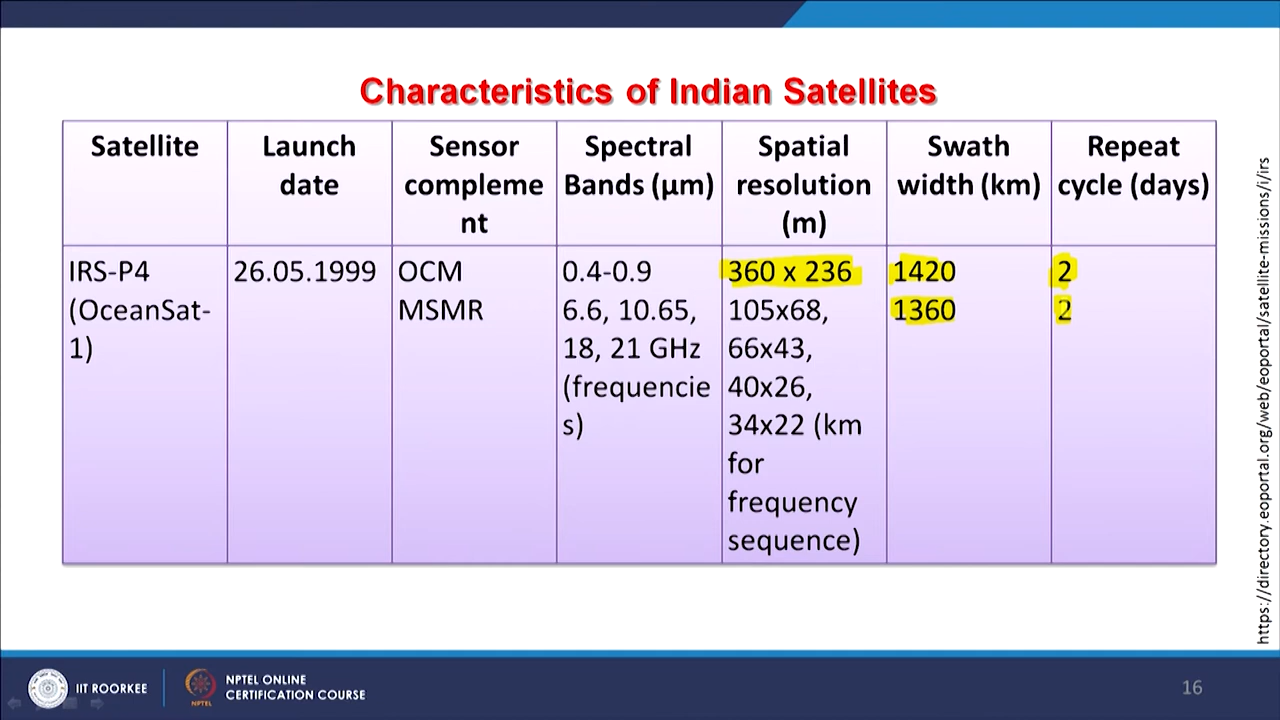 Characteristics of Indian Satellites
Satellite
Launch
date
Sensor
compleme
nt
Spectral
Bands (µm)
Spatial
resolution
(m)
Swath
width (km)
Repeat
cycle (days)
IRS-P4
(OceanSat-
1)
26.05.1999
OCM
MSMR
0.4-0.9
6.6, 10.65,
18, 21 GHz
(frequencie
s)
360 x 236
105x68,
66x43,
40x26,
34x22 (km
for
frequency
sequence)
1420
1360
2
2
https://directory.eoportal.org/web/eoportal/satellite-missions/i/irs
IIT ROORKEE
NPTEL
NPTEL ONLINE
CERTIFICATION COURSE
16